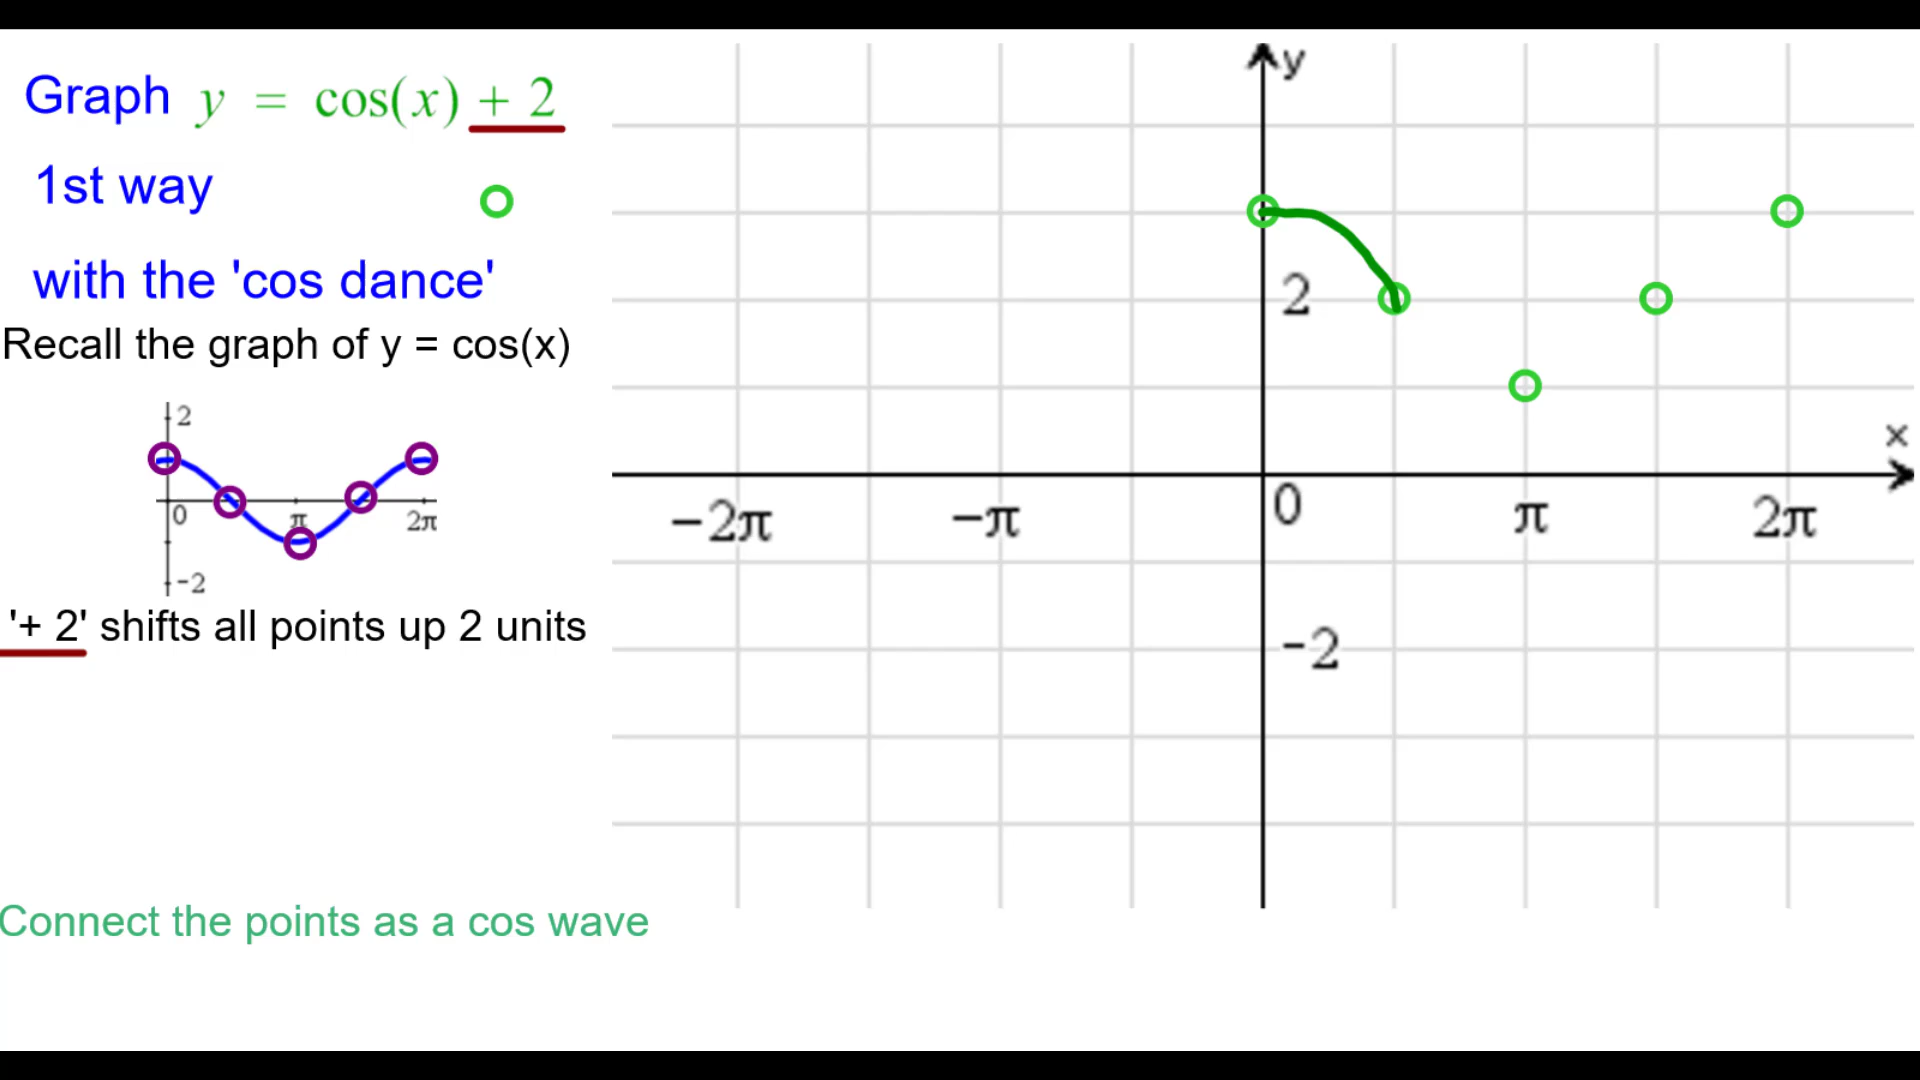 Graph y = cos(x) + 2
1st way
with the 'cos dance'
Recall the graph of y = cos(x)
2
0 π 2π
-2
'+ 2' shifts all points up 2 units
Connect the points as a cos wave
y
2
x
−2π −π 0 π 2π
-2